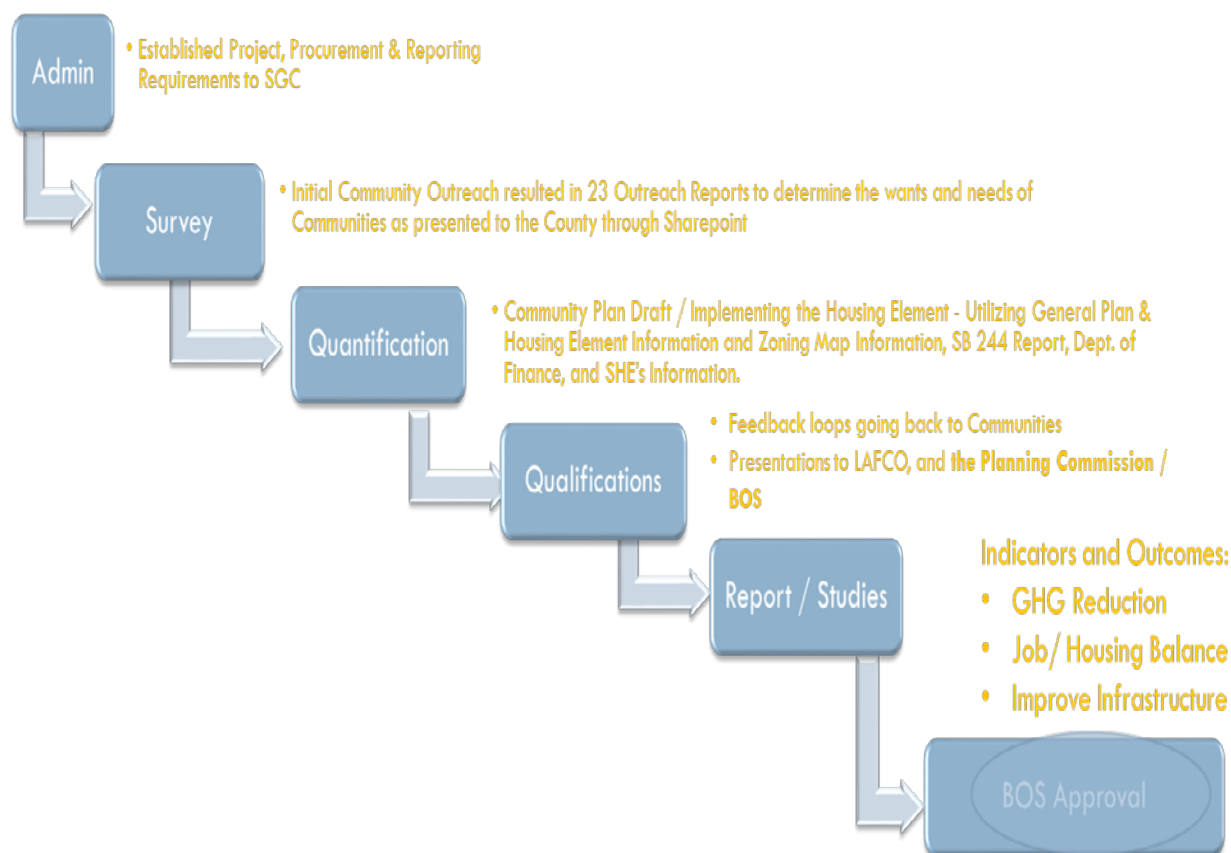 Admin
• Established Project, Procurement & Reporting
Requirements to SGC
Survey
• Initial Community Outreach resulted in 23 Outreach Reports to determine the wants and needs of
Communities as presented to the County through Sharepoint
Quantification
• Community Plan Draft / Implementing the Housing Element - Utilizing General Plan &
Housing Element Information and Zoning Map Information, SB 244 Report, Dept. of
Finance, and SHE's Information.
Qualifications
• Feedback loops going back to Communities
• Presentations to LAFCO, and the Planning Commission /
BOS
Report / Studies
Indicators and Outcomes:
• GHG Reduction
• Job/ Housing Balance
• Improve Infrastructure
BOS Approval